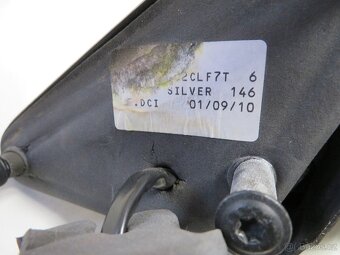 2CLF7T 6
SILVER 146
.DCI 01/09/10